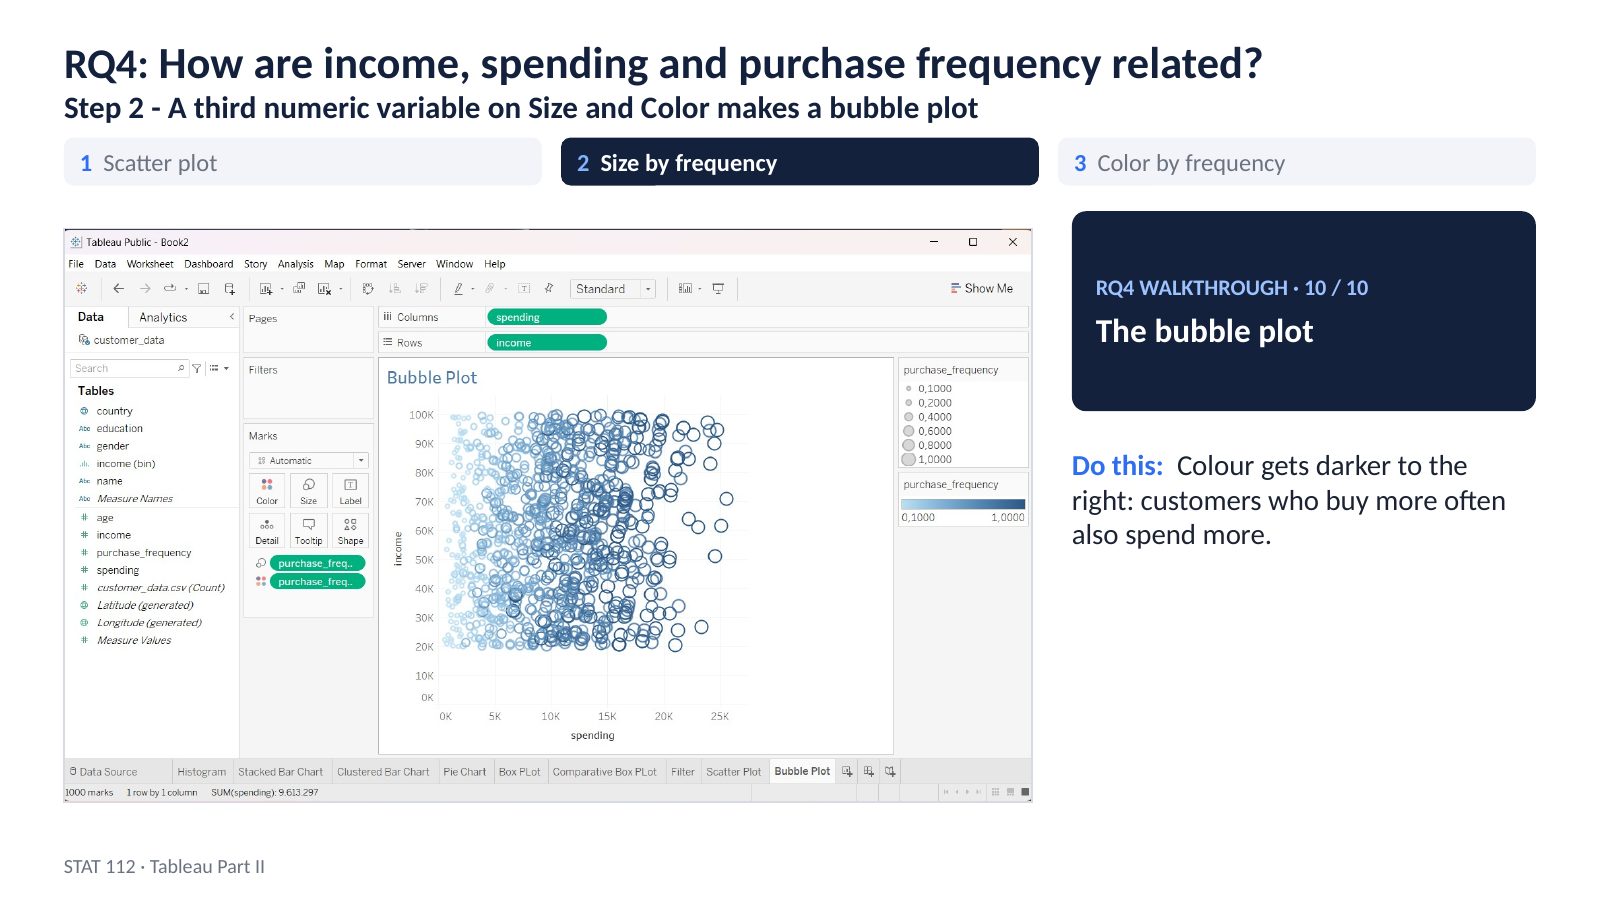 RQ4: How are income, spending and purchase frequency related?
Step 2 - A third numeric variable on Size and Color makes a bubble plot
1 Scatter plot
2 Size by frequency
3 Color by frequency
Tableau Public - Book2
File Data Worksheet Dashboard Story Analysis Map Format Server Window Help
Standard
Show Me
Data Analytics
customer_data
Search
Tables
country
Abc education
Abc gender
income (bin)
Abc name
Abc Measure Names
# age
# income
# purchase_frequency
# spending
# customer_data.csv (Count)
Latitude (generated)
Longitude (generated)
# Measure Values
Pages
Filters
Marks
Automatic
Color Size Label
Detail Tooltip Shape
purchase_freq..
purchase_freq..
Columns spending
Rows income
Bubble Plot
100K
90K
80K
70K
60K
50K
40K
30K
20K
10K
0K
income
0K 5K 10K 15K 20K 25K
spending
purchase_frequency
0,1000
0,2000
0,4000
0,6000
0,8000
1,0000
purchase_frequency
0,1000 1,0000
Data Source Histogram Stacked Bar Chart Clustered Bar Chart Pie Chart Box PLot Comparative Box PLot Filter Scatter Plot Bubble Plot
1000 marks 1 row by 1 column SUM(spending): 9.613.297
RQ4 WALKTHROUGH · 10 / 10
The bubble plot
Do this: Colour gets darker to the
right: customers who buy more often
also spend more.
STAT 112 · Tableau Part II